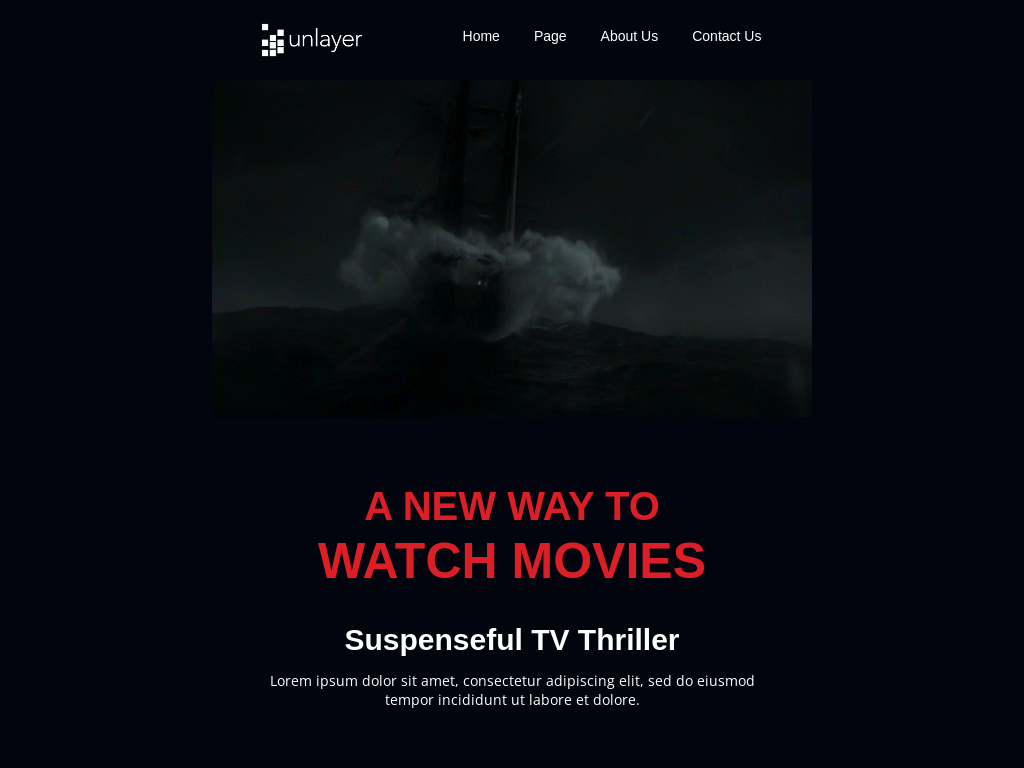 unlayer
Home Page About Us Contact Us
A NEW WAY TO
WATCH MOVIES
Suspenseful TV Thriller
Lorem ipsum dolor sit amet, consectetur adipiscing elit, sed do eiusmod
tempor incididunt ut labore et dolore.